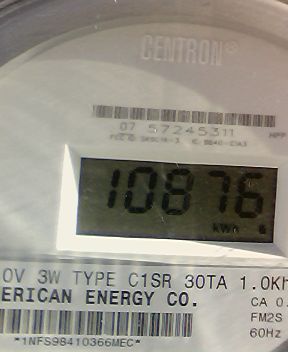 CENTRON®
07 57245311
10876
kWh 6
0V 3W TYPE C1SR 30TA 1.0Kh
ERICAN ENERGY CO.
CA 0.
FM2S
60Hz
*1NFS98410366MEC*